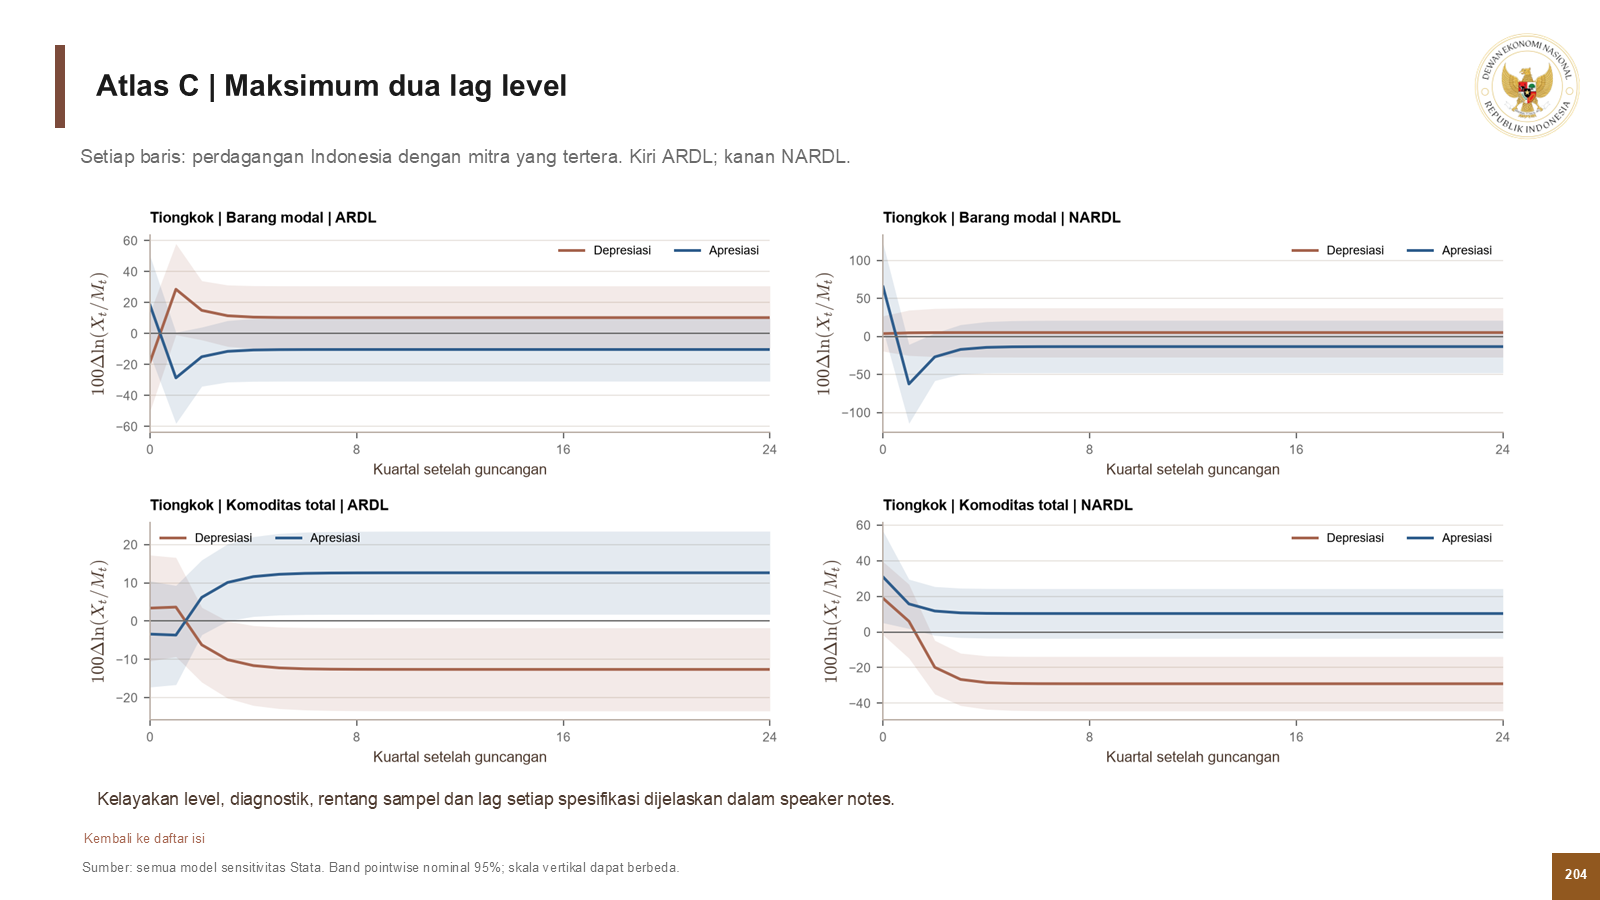 Atlas C | Maksimum dua lag level
DEWAN EKONOMI NASIONAL
REPUBLIK INDONESIA
Setiap baris: perdagangan Indonesia dengan mitra yang tertera. Kiri ARDL; kanan NARDL.
Tiongkok | Barang modal | ARDL
Depresiasi
Apresiasi
100Δln(Xₜ/Mₜ)
60
40
20
0
−20
−40
−60
0
8
16
24
Kuartal setelah guncangan
Tiongkok | Barang modal | NARDL
Depresiasi
Apresiasi
100Δln(Xₜ/Mₜ)
100
50
0
−50
−100
0
8
16
24
Kuartal setelah guncangan
Tiongkok | Komoditas total | ARDL
Depresiasi
Apresiasi
100Δln(Xₜ/Mₜ)
20
10
0
−10
−20
0
8
16
24
Kuartal setelah guncangan
Tiongkok | Komoditas total | NARDL
Depresiasi
Apresiasi
100Δln(Xₜ/Mₜ)
60
40
20
0
−20
−40
0
8
16
24
Kuartal setelah guncangan
Kelayakan level, diagnostik, rentang sampel dan lag setiap spesifikasi dijelaskan dalam speaker notes.
Kembali ke daftar isi
Sumber: semua model sensitivitas Stata. Band pointwise nominal 95%; skala vertikal dapat berbeda.
204